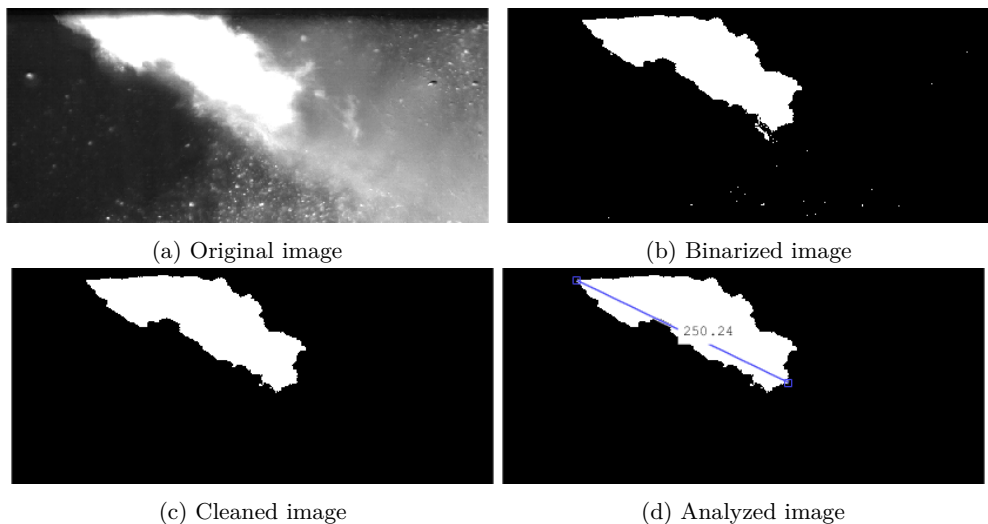 (a) Original image
(b) Binarized image
250.24
(c) Cleaned image
(d) Analyzed image